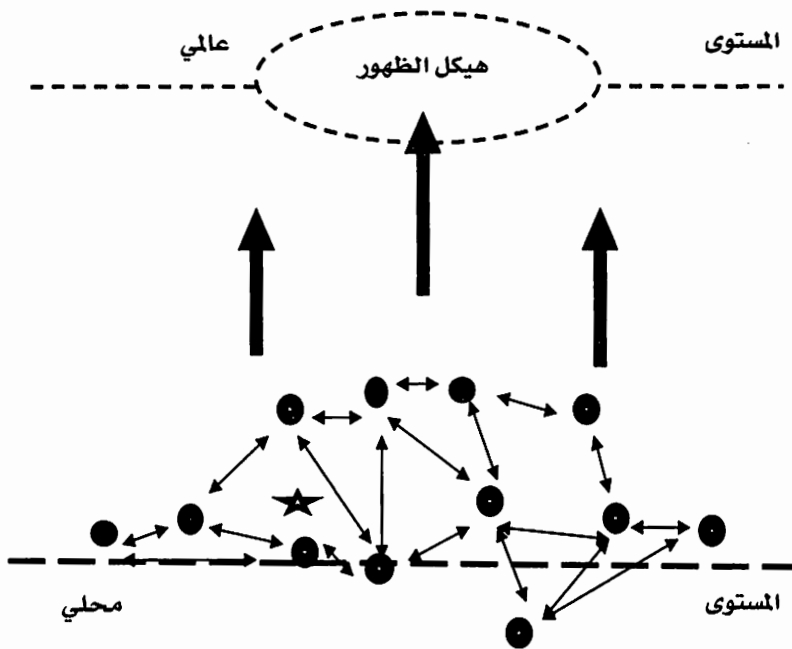 المستوى
عالمي
هيكل الظهور
المستوى
محلي